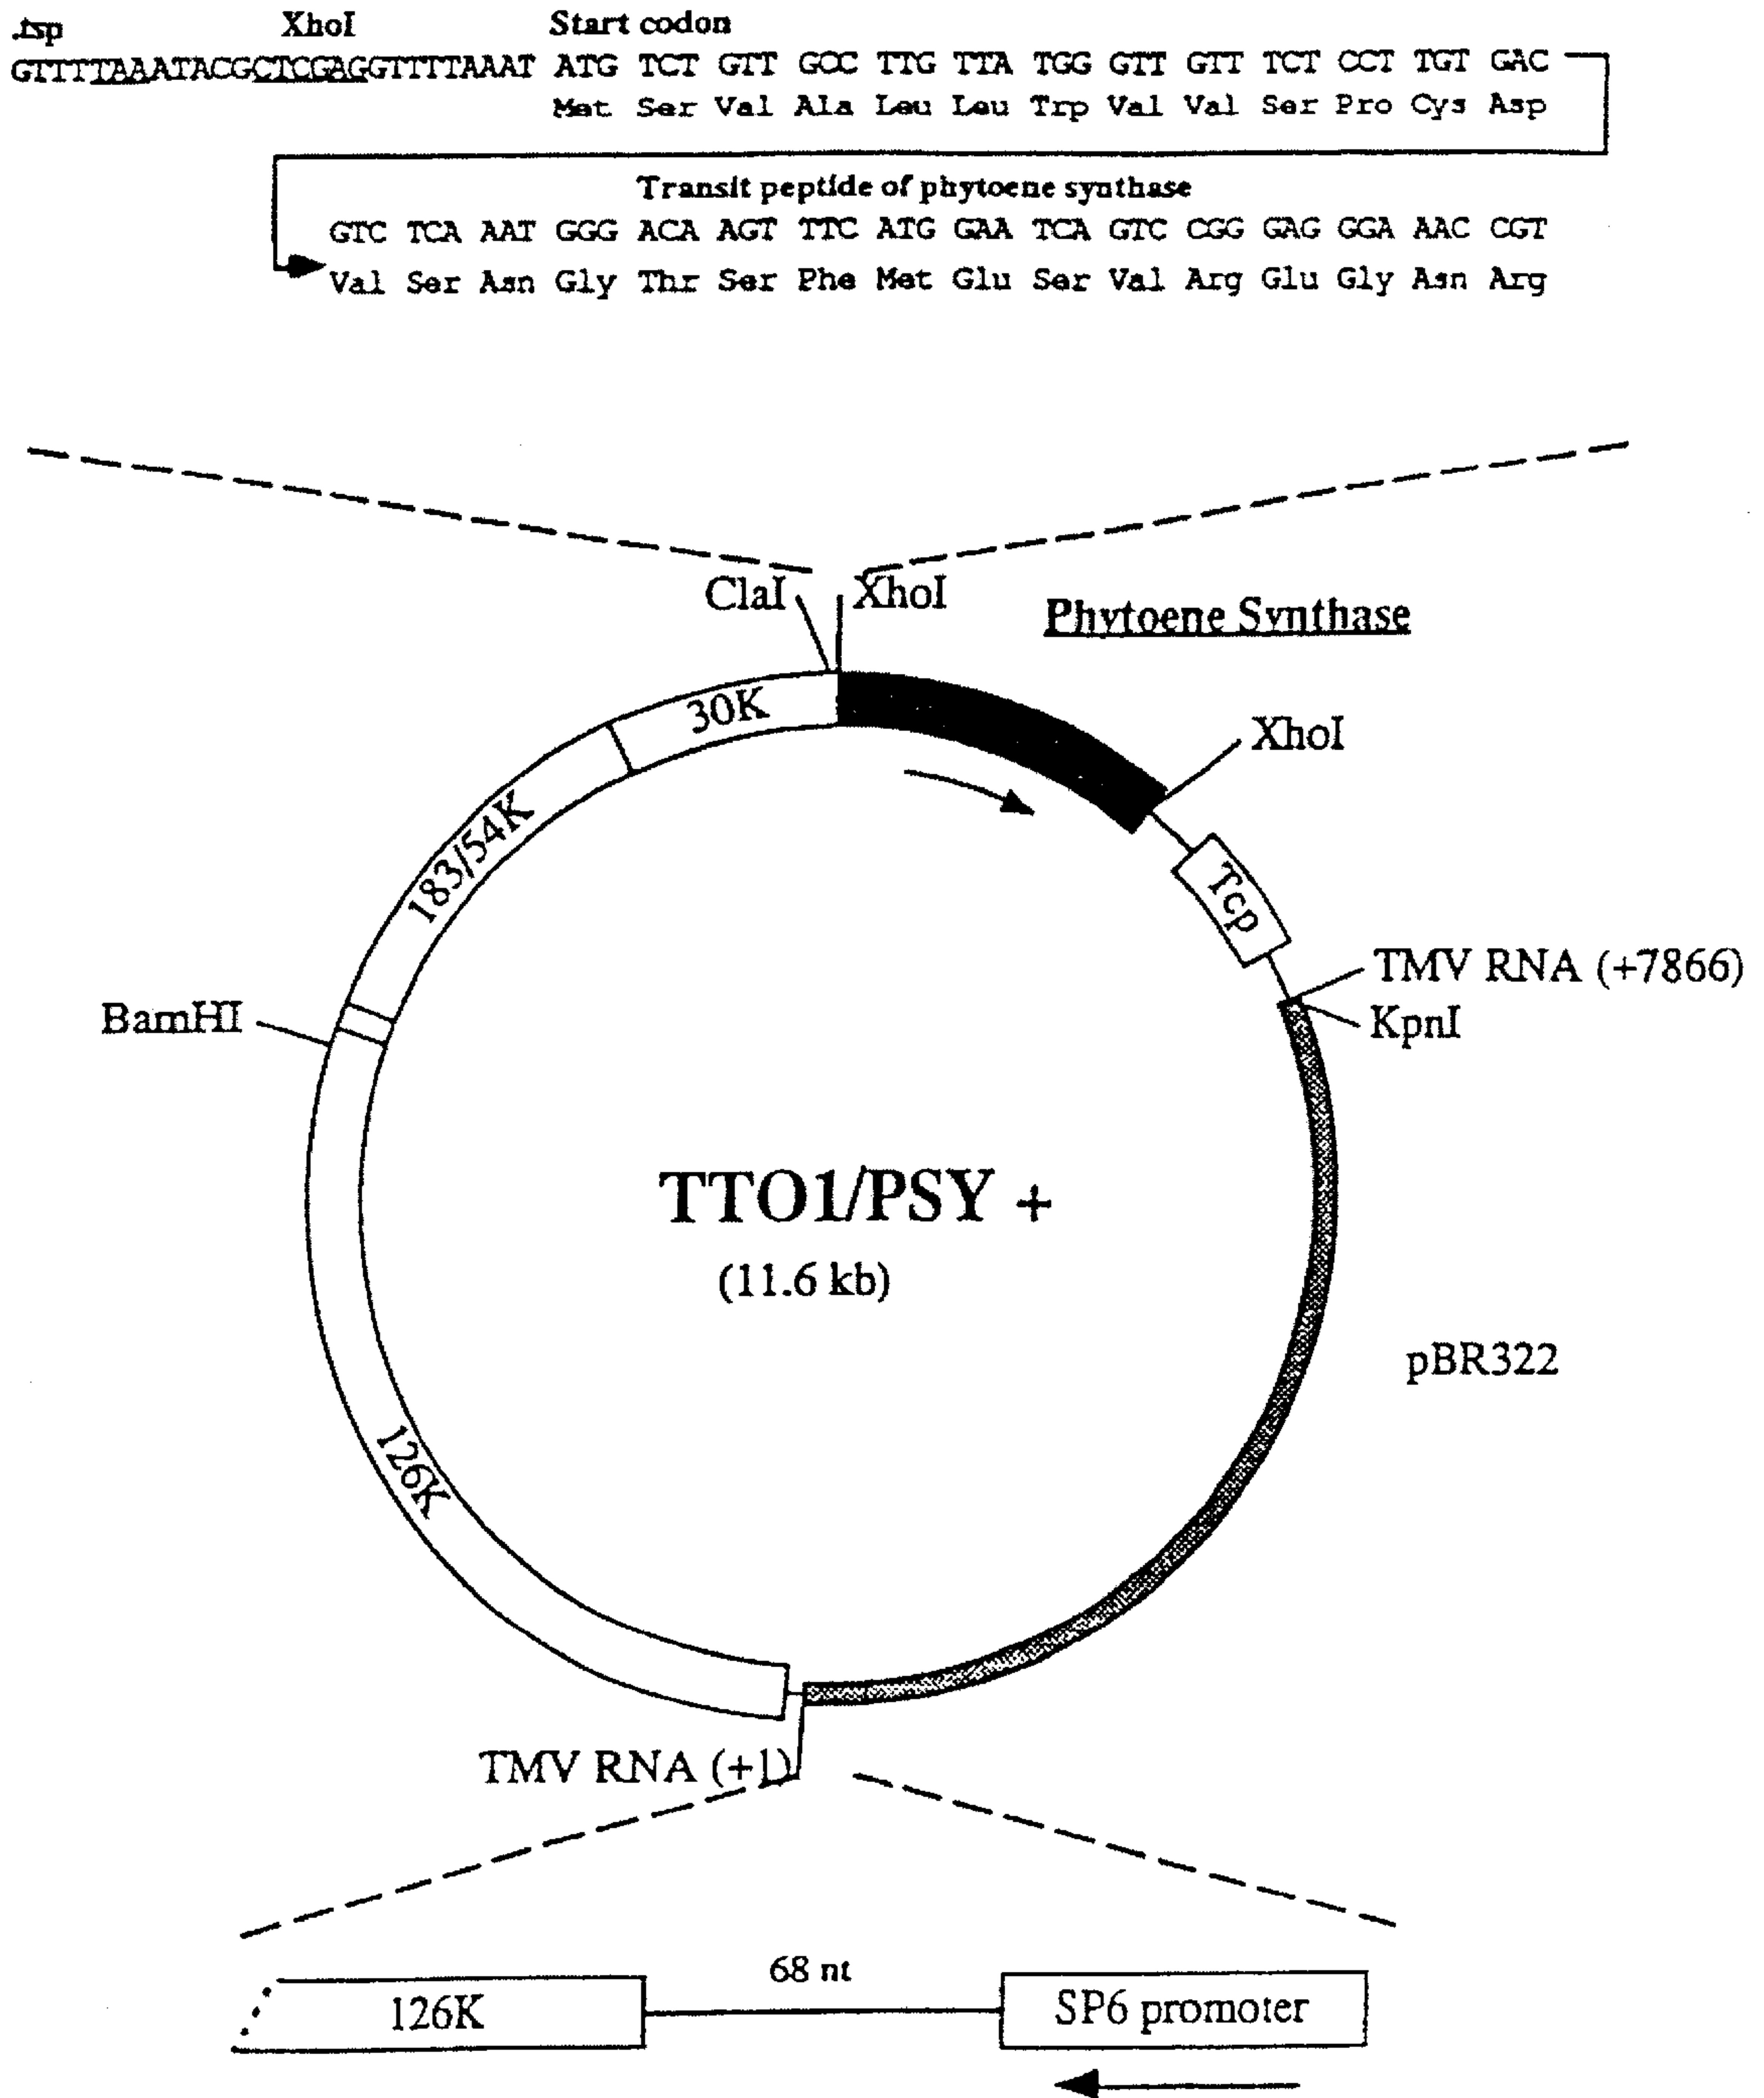 .tsp XhoI Start codon
GTTTTAAATACGCTCGAGGTTTTAAAT ATG TCT GTT GCC TTG TTA TGG GTT GTT TCT CCT TGT GAC
Met Ser Val Ala Leu Leu Trp Val Val Ser Pro Cys Asp
Transit peptide of phytoene synthase
GTC TCA AAT GGG ACA AGT TTC ATG GAA TCA GTC CGG GAG GGA AAC CGT
Val Ser Asn Gly Thr Ser Phe Met Glu Ser Val Arg Glu Gly Asn Arg
ClaI XhoI
Phytoene Synthase
30K
XhoI
183/54K
Tcp
TMV RNA (+7866)
BamHI
KpnI
TTO1/PSY +
(11.6 kb)
pBR322
126K
TMV RNA (+1)
68 nt
126K
SP6 promoter